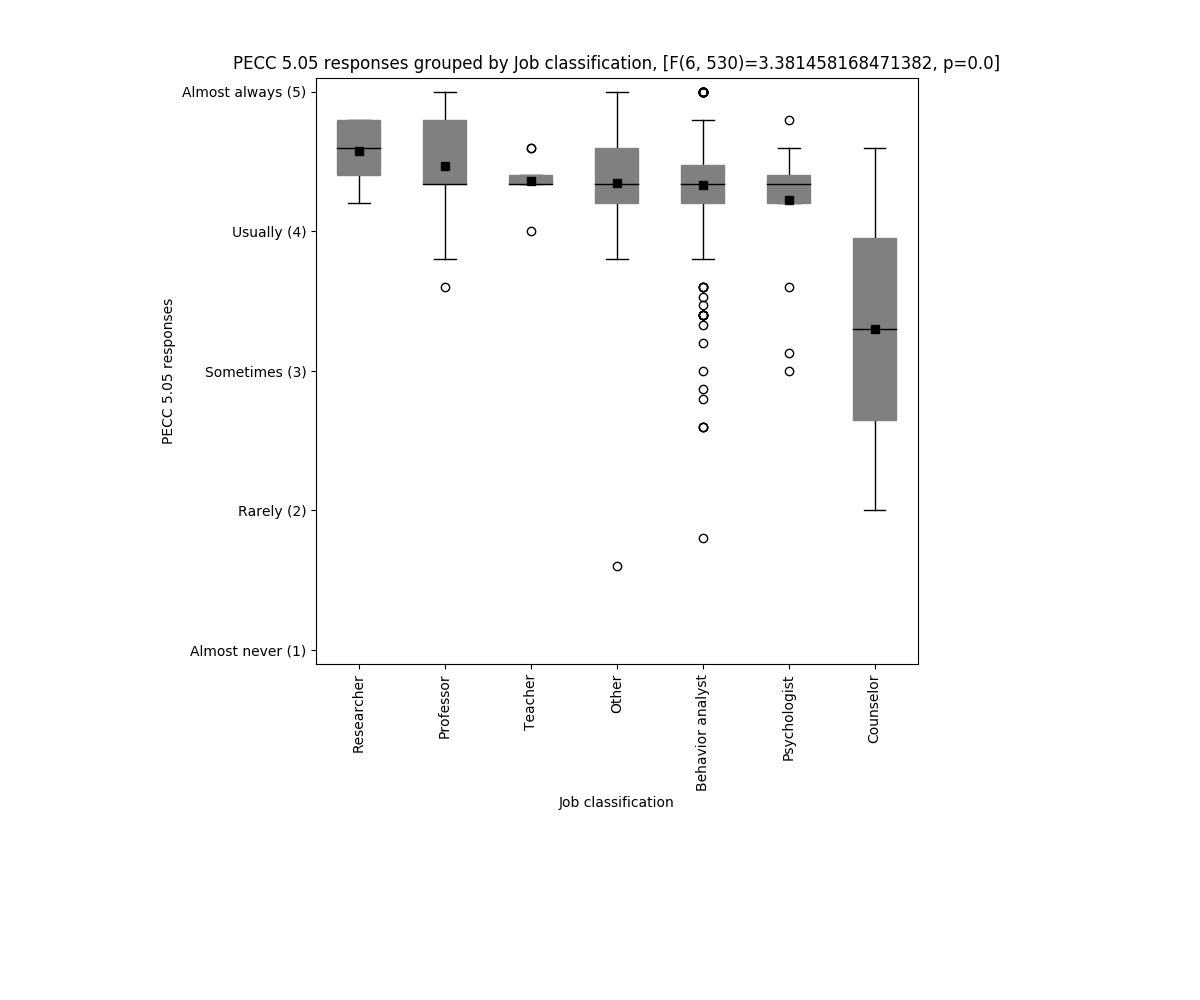 PECC 5.05 responses grouped by Job classification, [F(6, 530)=3.381458168471382, p=0.0]
Almost always (5)
Usually (4)
Sometimes (3)
Rarely (2)
Almost never (1)
PECC 5.05 responses
Researcher
Professor
Teacher
Other
Behavior analyst
Psychologist
Counselor
Job classification